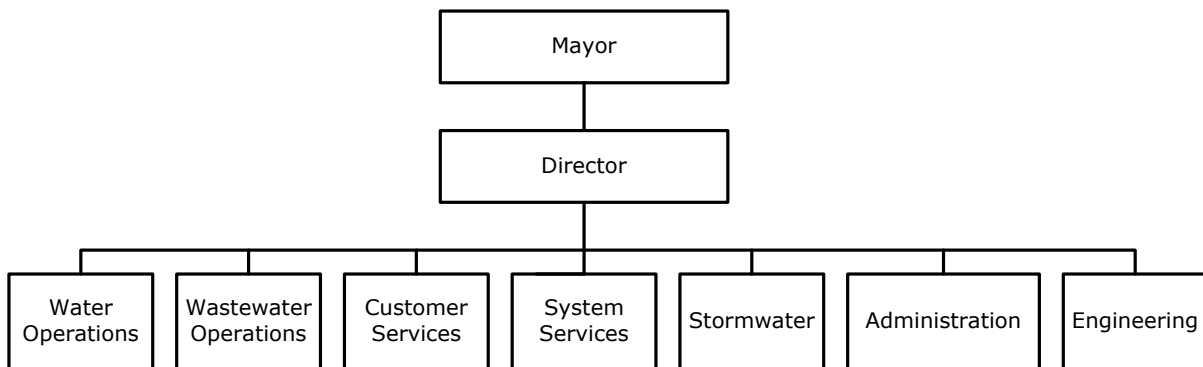 Mayor
Director
Water
Operations
Wastewater
Operations
Customer
Services
System
Services
Stormwater
Administration
Engineering